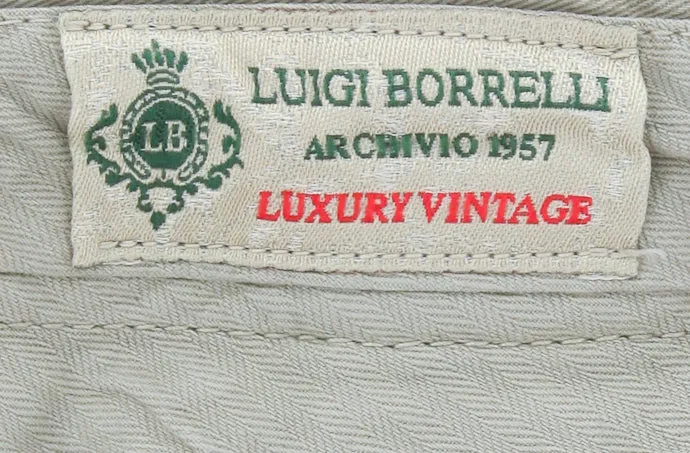 LB
LUIGI BORRELLI
ARCHIVIO 1957
LUXURY VINTAGE